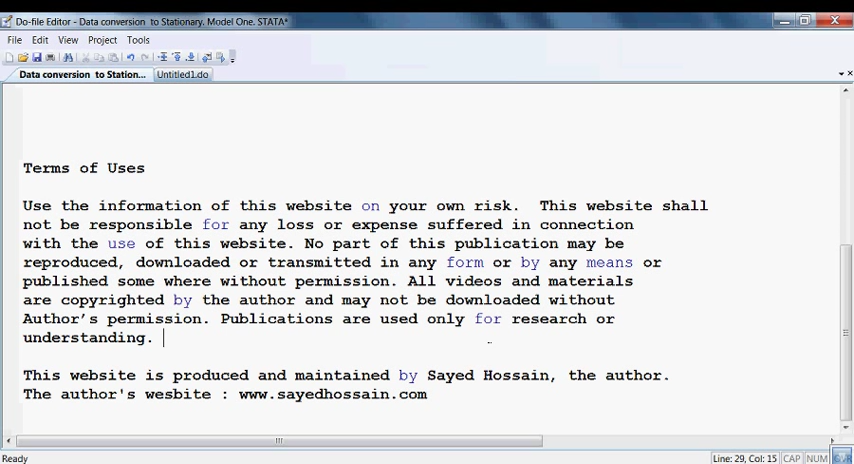 Do-file Editor - Data conversion  to Stationary. Model One. STATA*
File Edit View Project Tools
Data conversion  to Station... Untitled1.do
Terms of Uses
Use the information of this website on your own risk.  This website shall
not be responsible for any loss or expense suffered in connection
with the use of this website. No part of this publication may be
reproduced, downloaded or transmitted in any form or by any means or
published some where without permission. All videos and materials
are copyrighted by the author and may not be downloaded without
Author’s permission. Publications are used only for research or
understanding.
This website is produced and maintained by Sayed Hossain, the author.
The author's wesbite : www.sayedhossain.com
Ready Line: 29, Col: 15 CAP NUM OVR